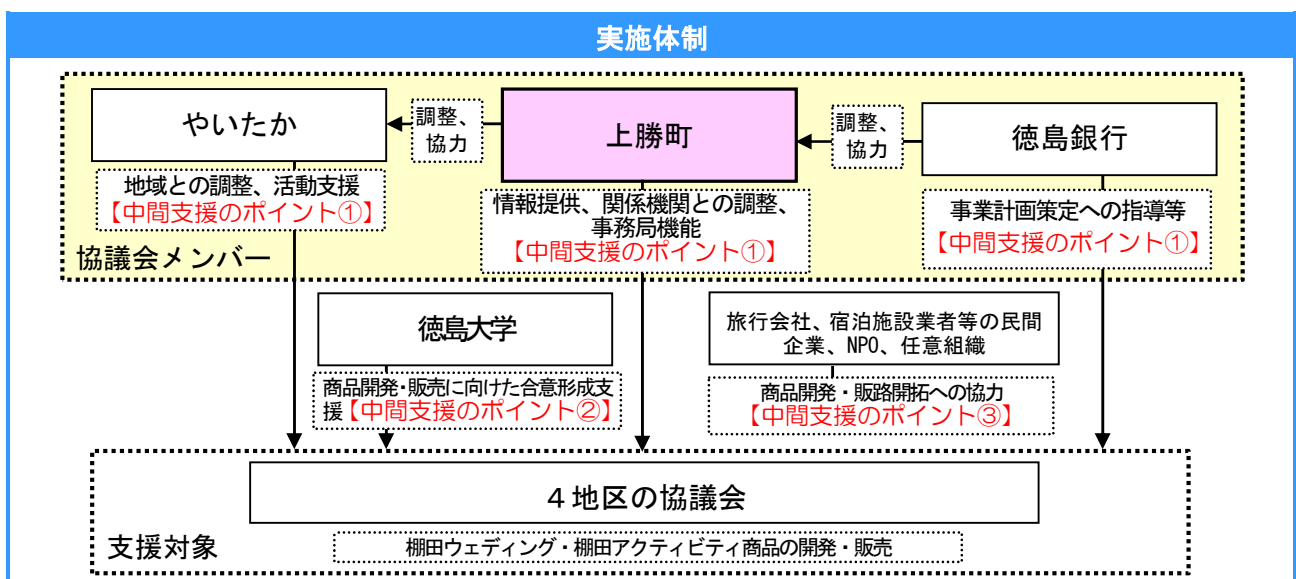 実施体制
やいたか
調整、
協力
上勝町
調整、
協力
徳島銀行
地域との調整、活動支援
【中間支援のポイント①】
情報提供、関係機関との調整、
事務局機能
【中間支援のポイント①】
事業計画策定への指導等
【中間支援のポイント①】
協議会メンバー
徳島大学
商品開発・販売に向けた合意形成支
援【中間支援のポイント②】
旅行会社、宿泊施設業者等の民間
企業、NPO、任意組織
商品開発・販路開拓への協力
【中間支援のポイント③】
４地区の協議会
支援対象
棚田ウェディング・棚田アクティビティ商品の開発・販売